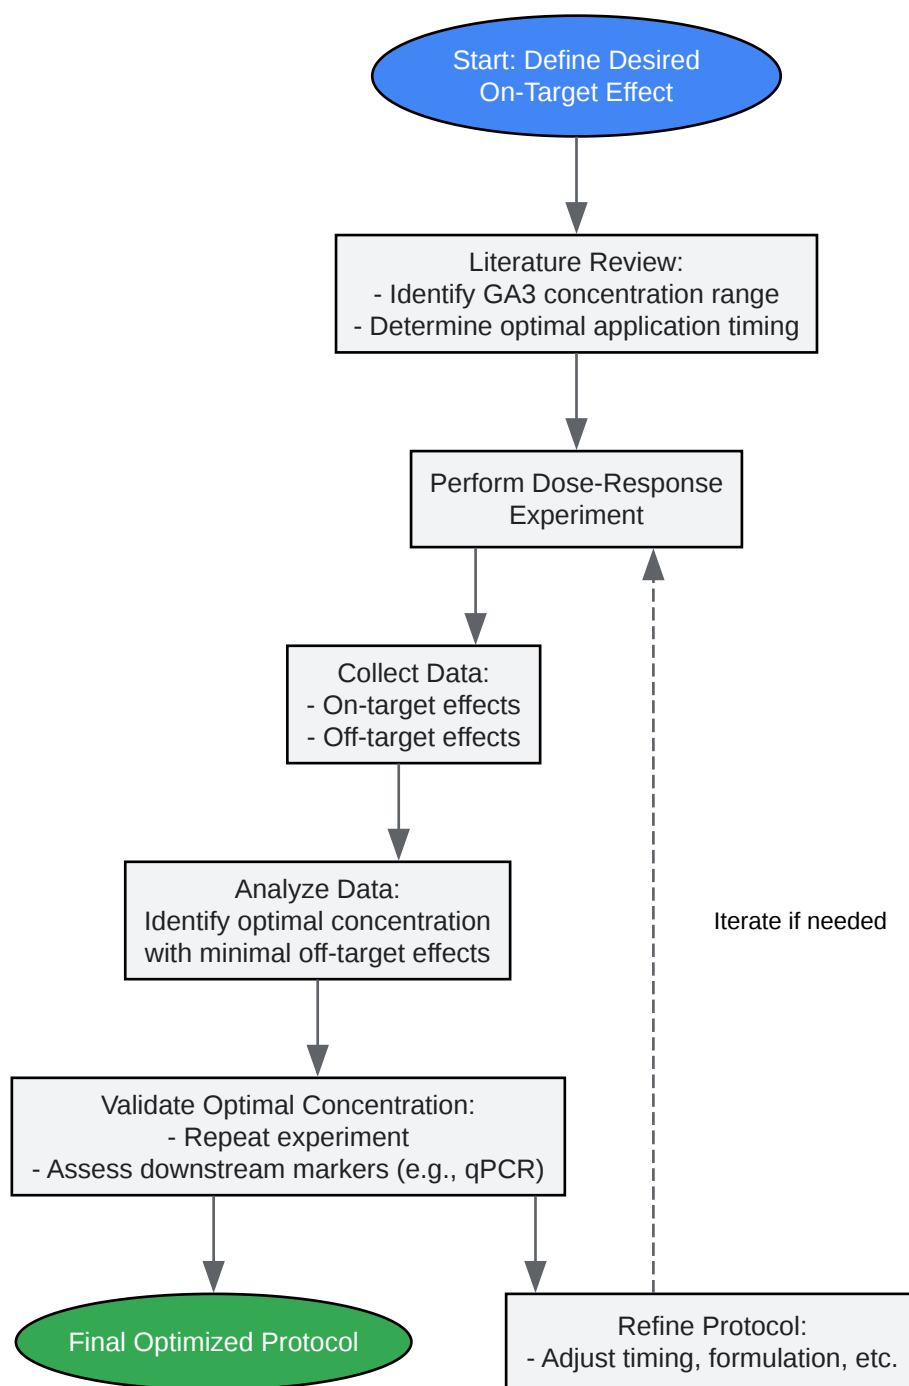 Start: Define Desired
On-Target Effect
Literature Review:
- Identify GA3 concentration range
- Determine optimal application timing
Perform Dose-Response
Experiment
Collect Data:
- On-target effects
- Off-target effects
Analyze Data:
Identify optimal concentration
with minimal off-target effects
Iterate if needed
Validate Optimal Concentration:
- Repeat experiment
- Assess downstream markers (e.g., qPCR)
Final Optimized Protocol
Refine Protocol:
- Adjust timing, formulation, etc.